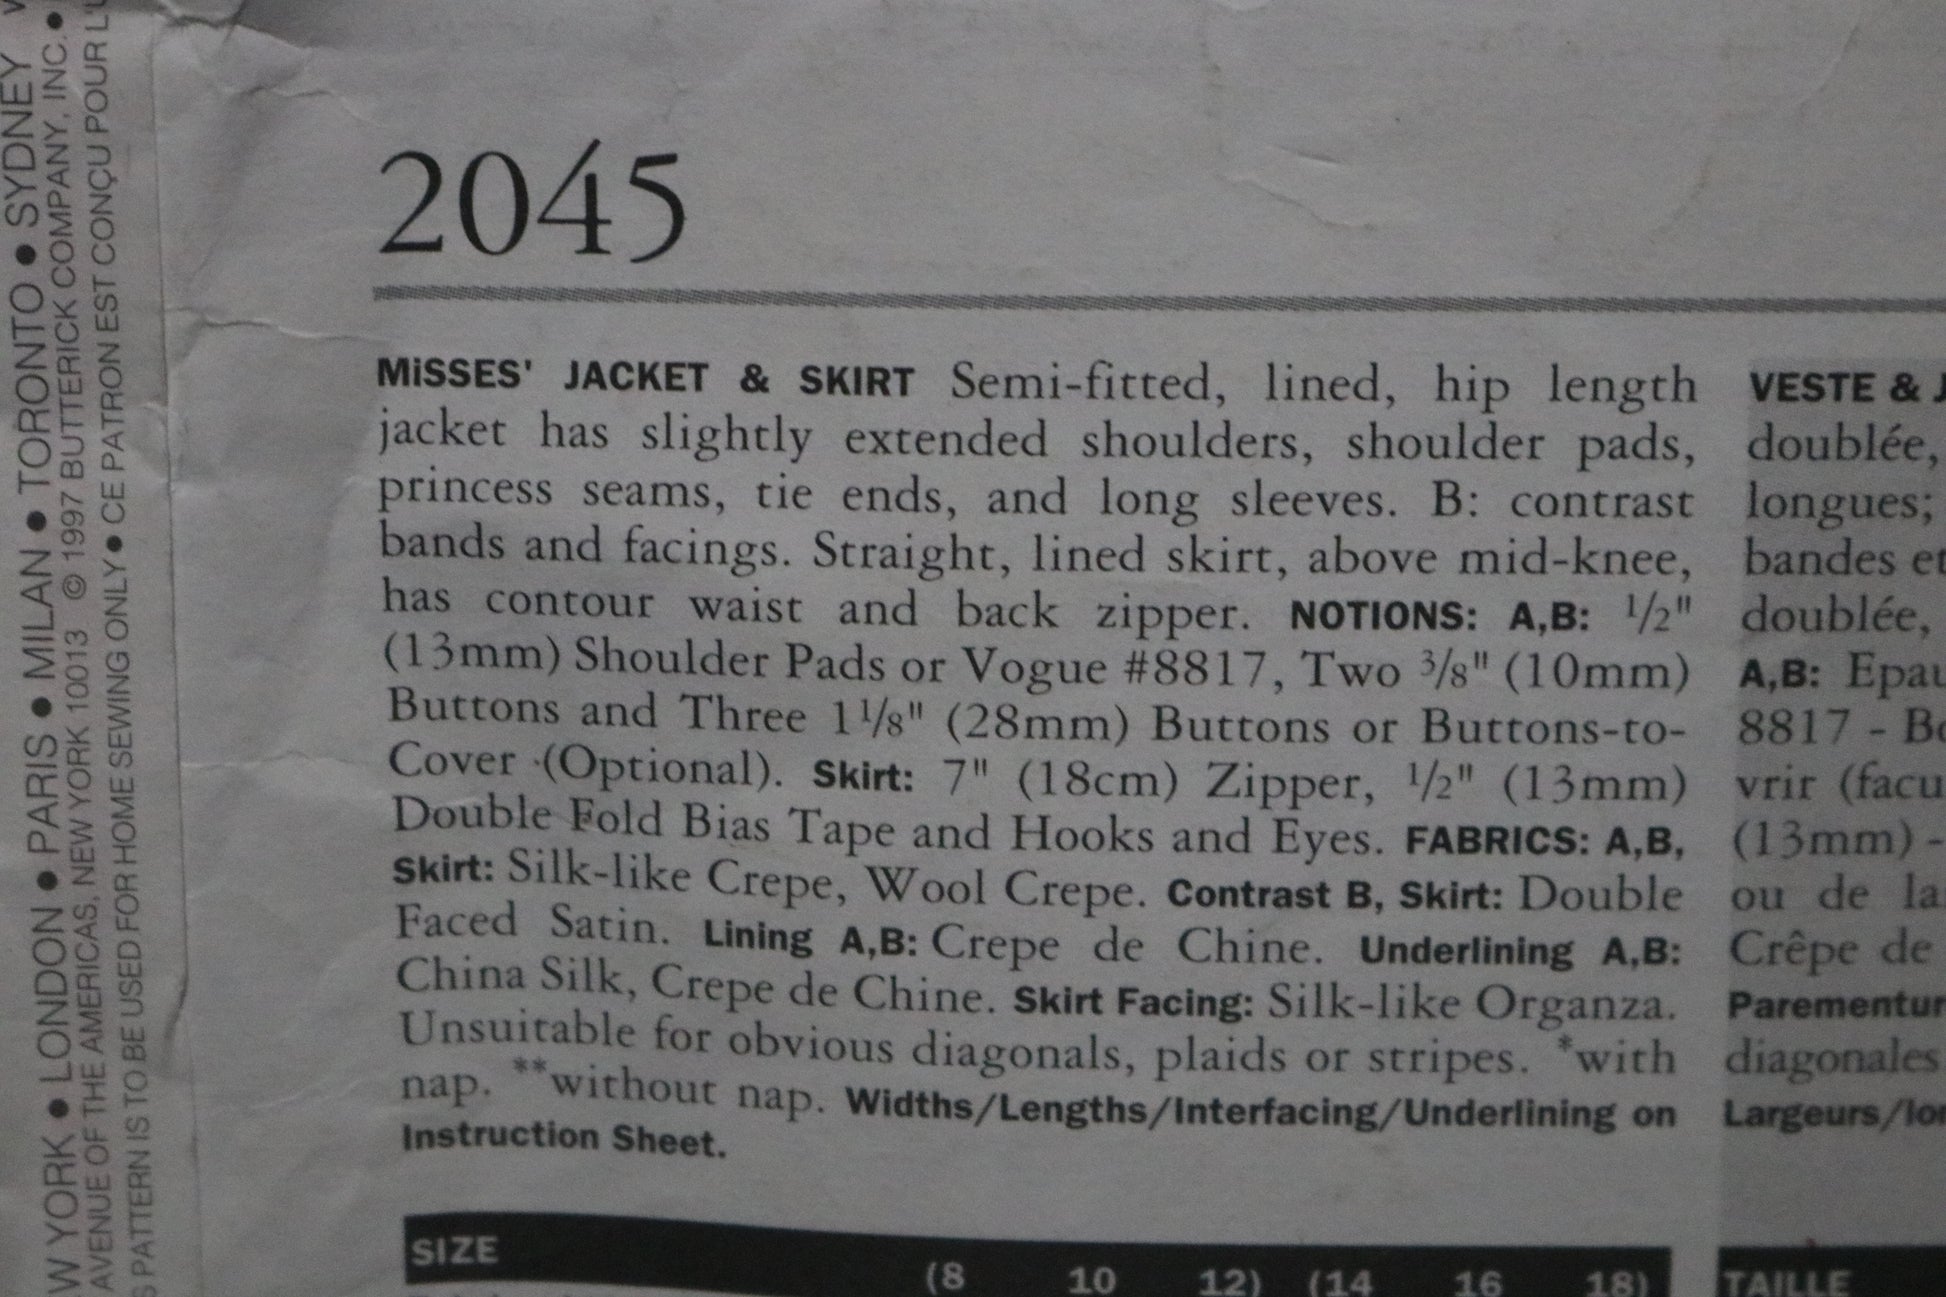 2045
MiSSES' JACKET & SKIRT Semi-fitted, lined, hip length
jacket has slightly extended shoulders, shoulder pads,
princess seams, tie ends, and long sleeves. B: contrast
bands and facings. Straight, lined skirt, above mid-knee,
has contour waist and back zipper. NOTIONS: A,B: 1/2"
(13mm) Shoulder Pads or Vogue #8817, Two 3/8" (10mm)
Buttons and Three 1 1/8" (28mm) Buttons or Buttons-to-
Cover (Optional). Skirt: 7" (18cm) Zipper, 1/2" (13mm)
Double Fold Bias Tape and Hooks and Eyes. FABRICS: A,B,
Skirt: Silk-like Crepe, Wool Crepe. Contrast B, Skirt: Double
Faced Satin. Lining A,B: Crepe de Chine. Underlining A,B:
China Silk, Crepe de Chine. Skirt Facing: Silk-like Organza.
Unsuitable for obvious diagonals, plaids or stripes. *with
nap. **without nap. Widths/Lengths/Interfacing/Underlining on
Instruction Sheet.
SIZE (8 10 12) (14 16 18)
VESTE & J
doublée,
longues;
bandes et
doublée,
A,B: Epau
8817 - Bo
vrir (facu
(13mm) -
ou de la
Crêpe de
Parementur
diagonales
Largeurs/lon
TAILLE
W YORK • LONDON • PARIS • MILAN • TORONTO • SYDNEY
AVENUE OF THE AMERICAS, NEW YORK 10013 © 1997 BUTTERICK COMPANY, INC. •
S PATTERN IS TO BE USED FOR HOME SEWING ONLY • CE PATRON EST CONÇU POUR L'U